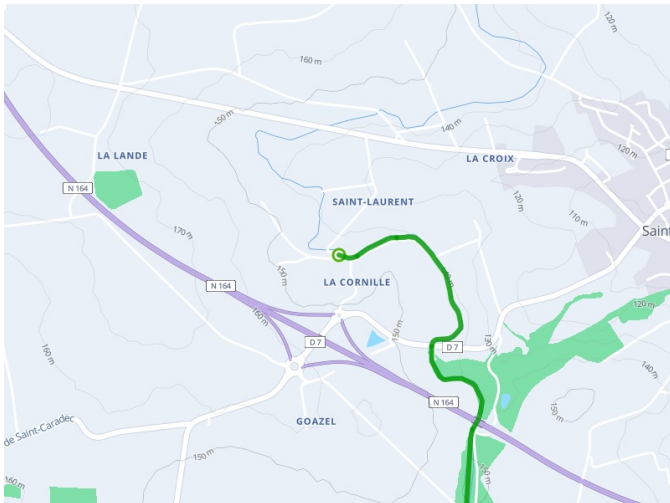 160 m
150 m
140 m
120 m
LA LANDE
LA CROIX
N 164
120 m
SAINT-LAURENT
110 m
170 m
Saint
150 m
LA CORNILLE
N 164
120 m
160 m
150 m
130 m
D 7
D 7
160 m
140 m
N 164
150 m
GOAZEL
de Saint-Caradec
150 m
150 m
160 m